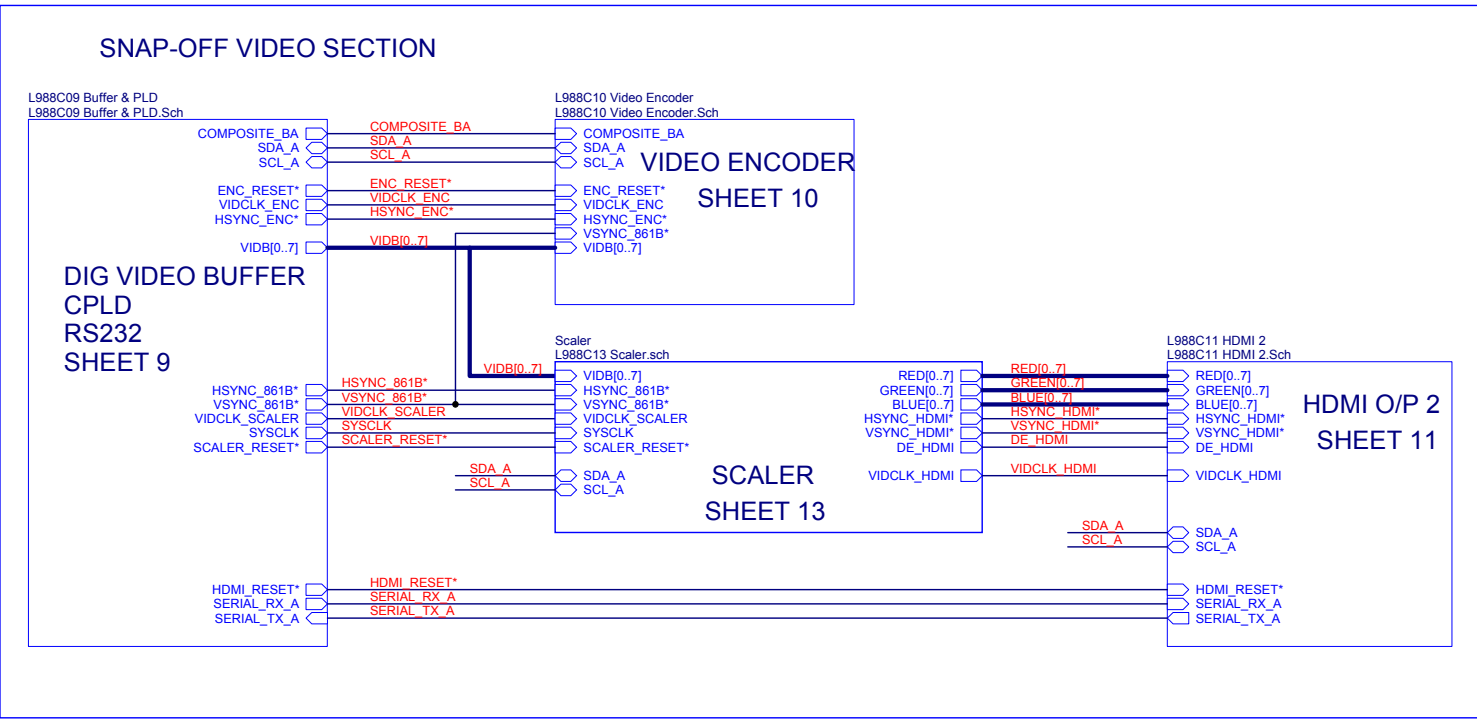 SNAP-OFF VIDEO SECTION
L988C09 Buffer & PLD
L988C09 Buffer & PLD.Sch
COMPOSITE_BA
SDA_A
SCL_A
ENC_RESET*
VIDCLK_ENC
HSYNC_ENC*
VIDB[0..7]
DIG VIDEO BUFFER
CPLD
RS232
SHEET 9
HSYNC_861B*
VSYNC_861B*
VIDCLK_SCALER
SYSCLK
SCALER_RESET*
HDMI_RESET*
SERIAL_RX_A
SERIAL_TX_A
COMPOSITE_BA
SDA_A
SCL_A
ENC_RESET*
VIDCLK_ENC
HSYNC_ENC*
VIDB[0..7]
HSYNC_861B*
VSYNC_861B*
VIDCLK_SCALER
SYSCLK
SCALER_RESET*
HDMI_RESET*
SERIAL_RX_A
SERIAL_TX_A
L988C10 Video Encoder
L988C10 Video Encoder.Sch
COMPOSITE_BA
SDA_A
SCL_A
VIDEO ENCODER
SHEET 10
ENC_RESET*
VIDCLK_ENC
HSYNC_ENC*
VSYNC_861B*
VIDB[0..7]
Scaler
L988C13 Scaler.sch
VIDB[0..7]
VIDB[0..7]
HSYNC_861B*
VSYNC_861B*
VIDCLK_SCALER
SYSCLK
SCALER_RESET*
SDA_A
SCL_A
SDA_A
SCL_A
SCALER
SHEET 13
RED[0..7]
GREEN[0..7]
BLUE[0..7]
HSYNC_HDMI*
VSYNC_HDMI*
DE_HDMI
VIDCLK_HDMI
RED[0..7]
GREEN[0..7]
BLUE[0..7]
HSYNC_HDMI*
VSYNC_HDMI*
DE_HDMI
VIDCLK_HDMI
SDA_A
SCL_A
L988C11 HDMI 2
L988C11 HDMI 2.Sch
RED[0..7]
GREEN[0..7]
BLUE[0..7]
HSYNC_HDMI*
VSYNC_HDMI*
DE_HDMI
VIDCLK_HDMI
HDMI O/P 2
SHEET 11
SDA_A
SCL_A
HDMI_RESET*
SERIAL_RX_A
SERIAL_TX_A